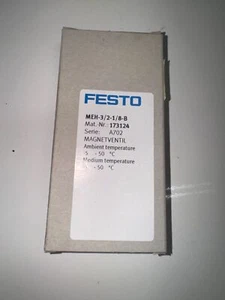 FESTO
MEH-3/2-1/8-B
Mat.-Nr. 173124
Serie: A702
MAGNETVENTIL
Ambient temperature
-5 - 50 °C
Medium temperature
- 50 °C